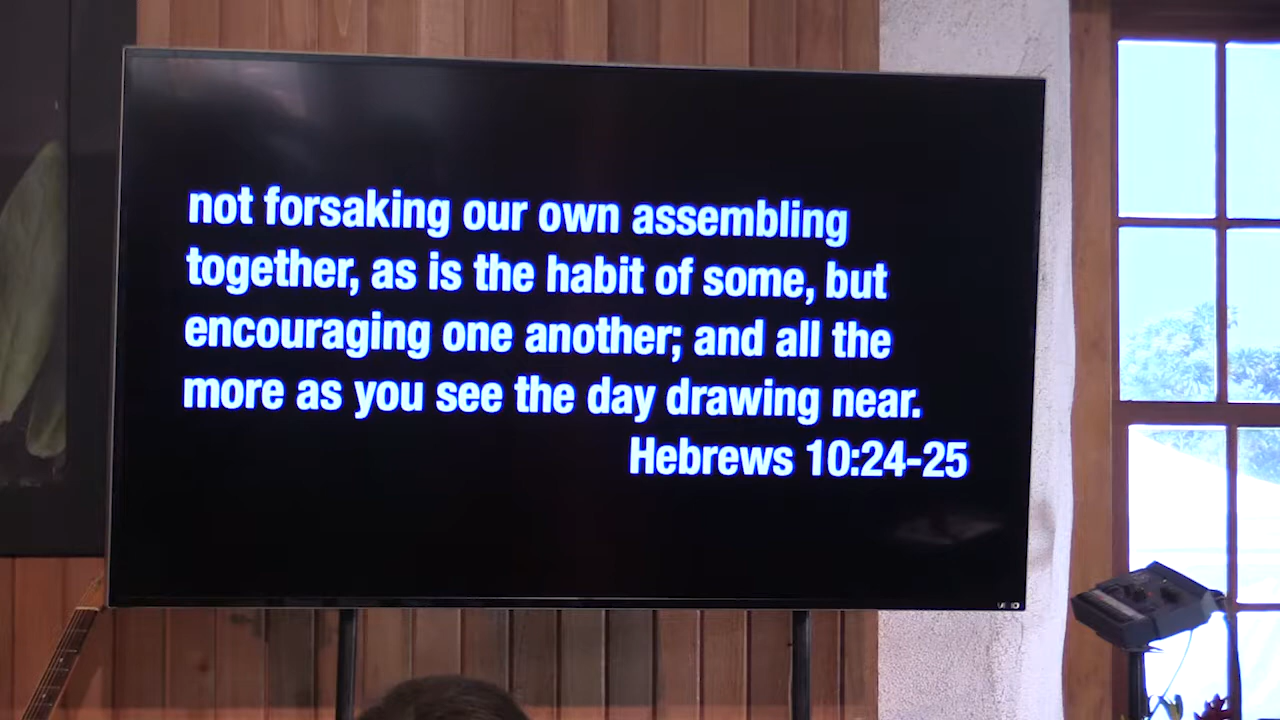 not forsaking our own assembling
together, as is the habit of some, but
encouraging one another; and all the
more as you see the day drawing near.
Hebrews 10:24-25